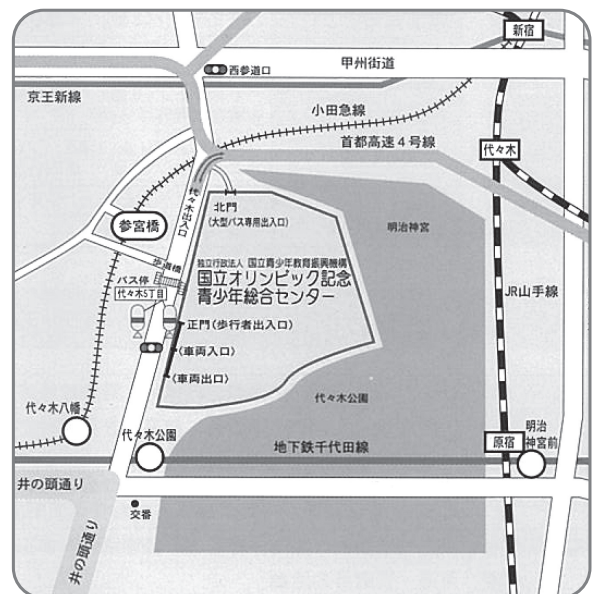 新宿
西参道口
甲州街道
京王新線
小田急線
首都高速4号線
代々木
代々木出入口
北門
(大型バス専用出入口)
明治神宮
参宮橋
歩道橋
独立行政法人 国立青少年教育振興機構
国立オリンピック記念
青少年総合センター
バス停
代々木5丁目
JR山手線
正門(歩行者出入口)
(車両入口)
(車両出口)
代々木公園
代々木八幡
代々木公園
地下鉄千代田線
原宿
明治
神宮前
井の頭通り
交番
井の頭通り